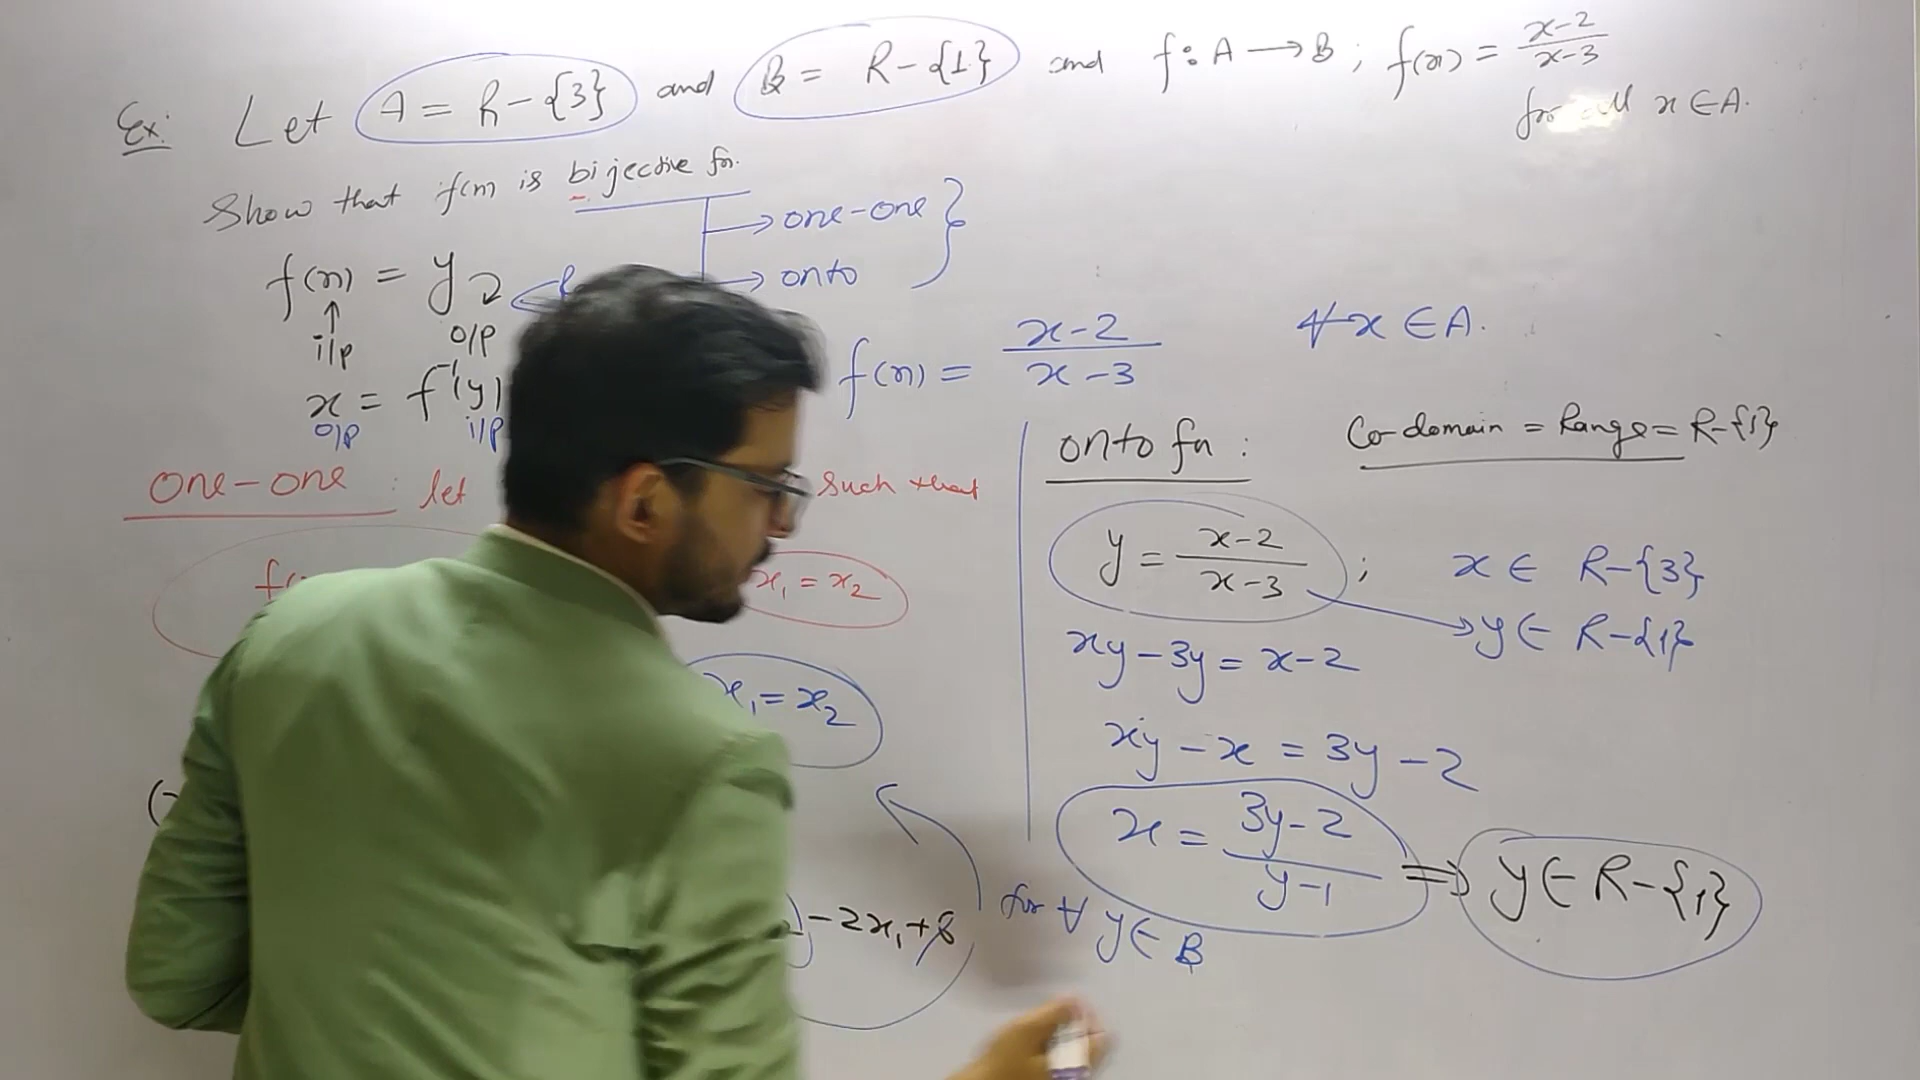 Ex: Let A = R-{3} and B = R-{1} and f: A → B ; f(x) = x-2/x-3
for all x ∈ A.
Show that f(x) is bijective fn.
→ one-one
→ onto
f(x) = y
↑
i/p o/p
x = f⁻¹(y)
o/p i/p
f(x) = x-2/x-3 ∀ x ∈ A.
one-one : let such that
x₁ = x₂
x₁ = x₂
-2x₁+6
onto fn : Co-domain = Range = R-{1}
y = x-2/x-3 ; x ∈ R-{3}
→ y ∈ R-{1}
xy-3y = x-2
xy-x = 3y-2
x = 3y-2/y-1 ⇒ y ∈ R-{1}
for ∀ y ∈ B